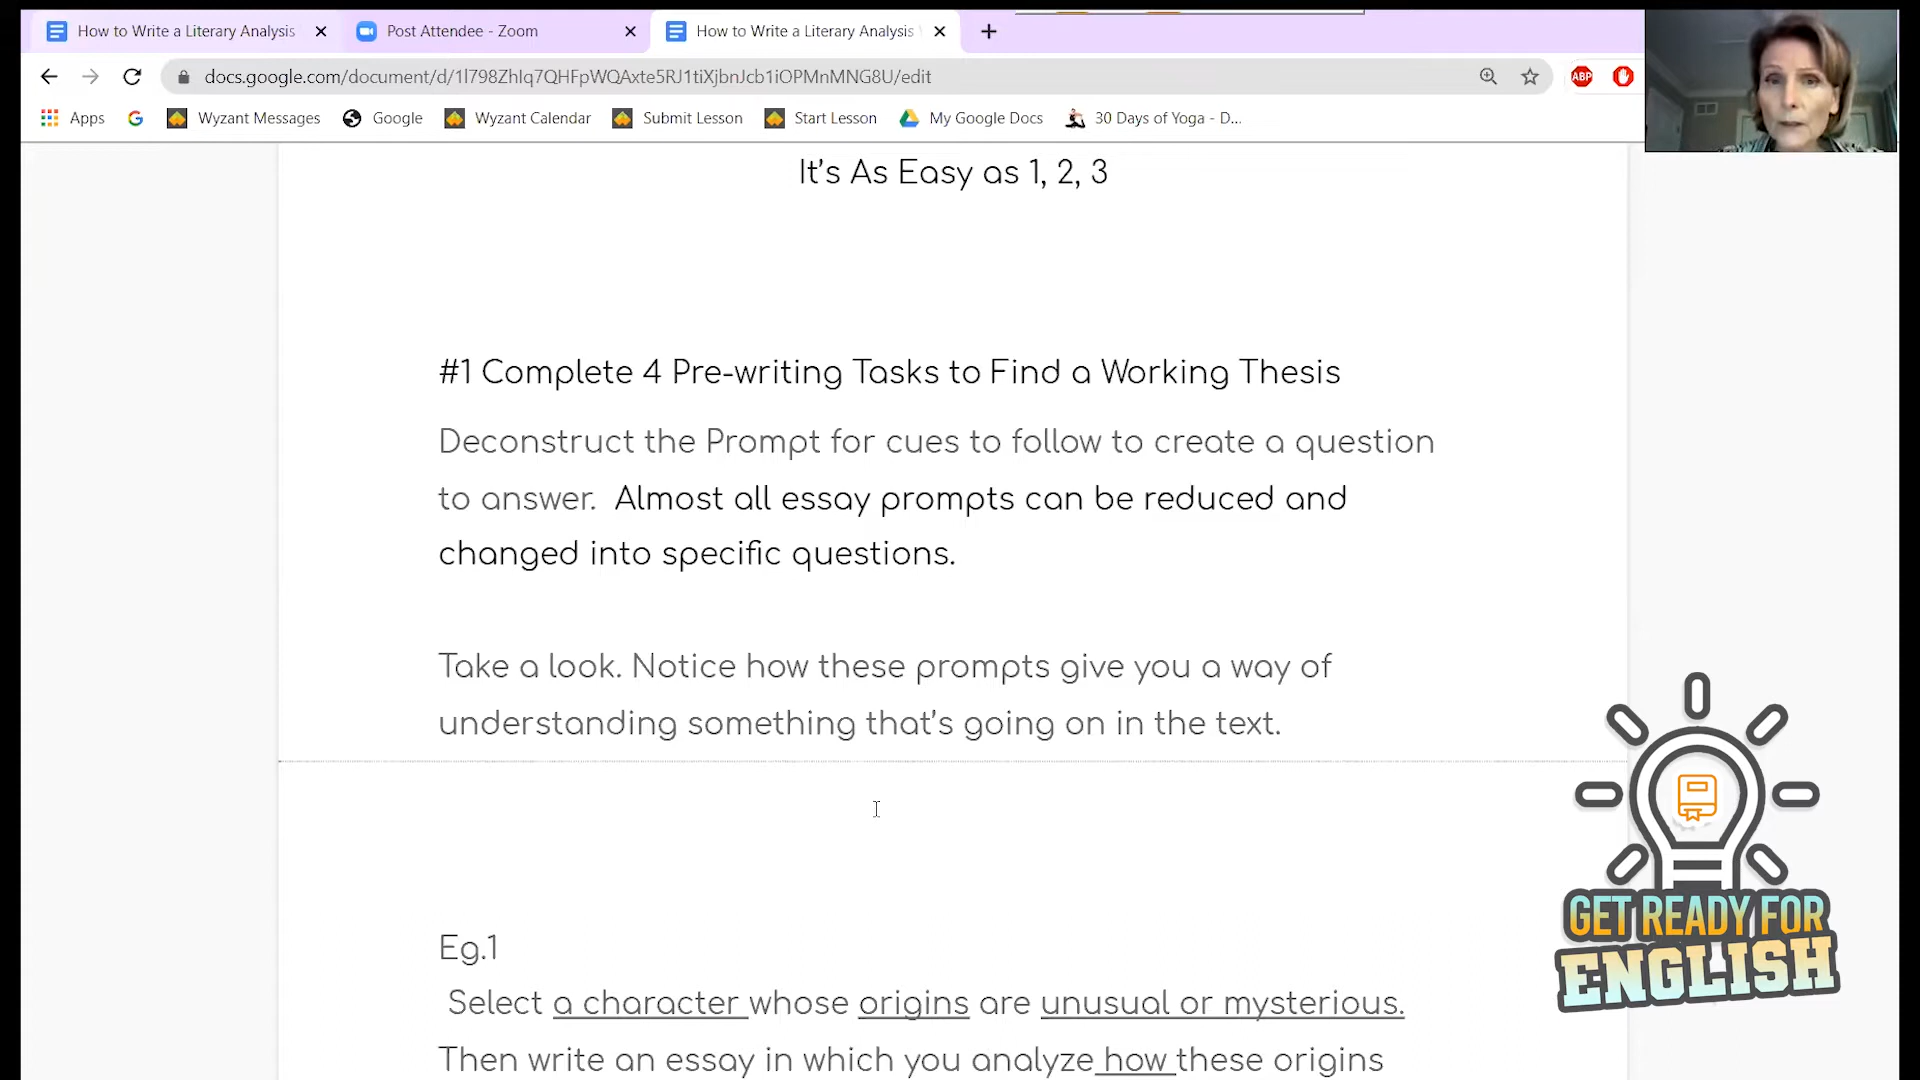 How to Write a Literary Analysis
Post Attendee - Zoom
How to Write a Literary Analysis
docs.google.com/document/d/1l798ZhIq7QHFpWQAxte5RJ1tiXjbnJcb1iOPMnMNG8U/edit
ABP
Apps
Wyzant Messages
Google
Wyzant Calendar
Submit Lesson
Start Lesson
My Google Docs
30 Days of Yoga - D...
It's As Easy as 1, 2, 3
#1 Complete 4 Pre-writing Tasks to Find a Working Thesis
Deconstruct the Prompt for cues to follow to create a question
to answer. Almost all essay prompts can be reduced and
changed into specific questions.
Take a look. Notice how these prompts give you a way of
understanding something that's going on in the text.
Eg.1
Select a character whose origins are unusual or mysterious.
Then write an essay in which you analyze how these origins
GET READY FOR
ENGLISH